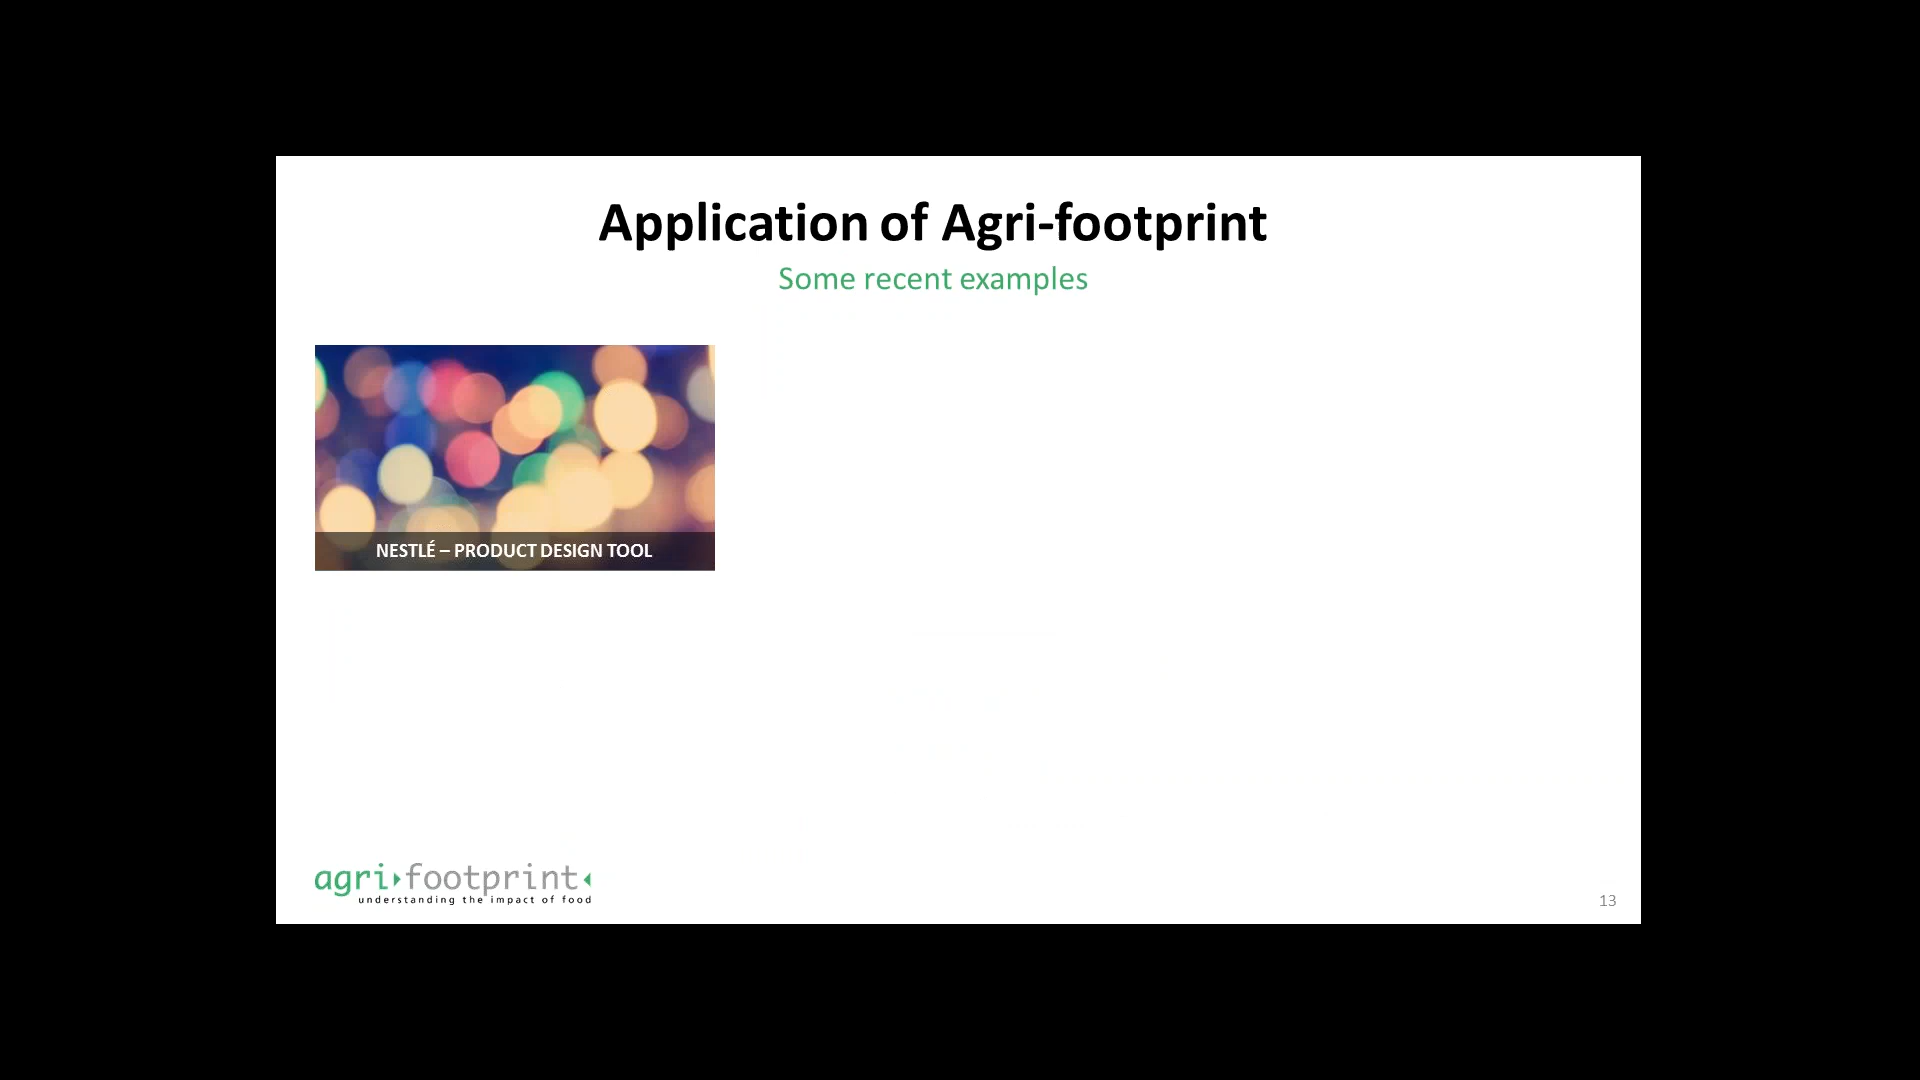 Application of Agri-footprint
Some recent examples
NESTLÉ – PRODUCT DESIGN TOOL
agri footprint
understanding the impact of food
13